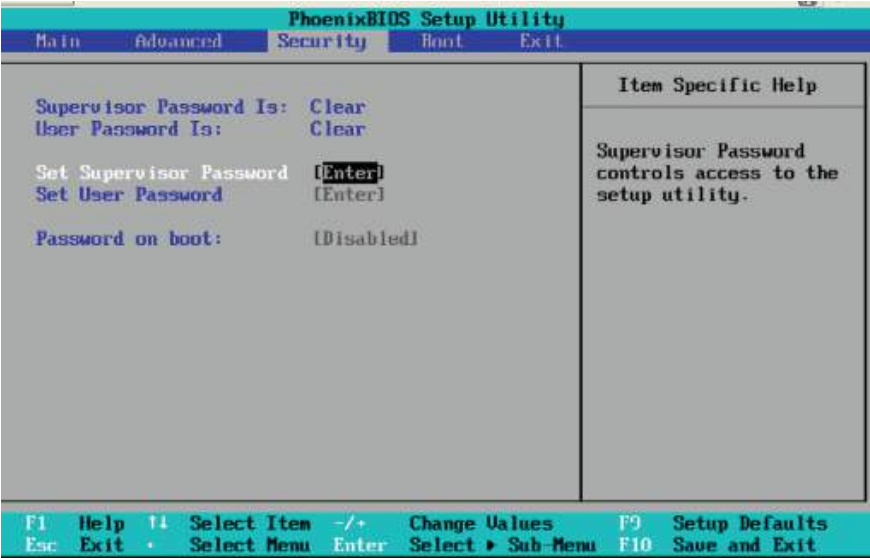 PhoenixBIOS Setup Utility
Main Advanced Security Boot Exit
Item Specific Help
Supervisor Password Is: Clear
User Password Is: Clear
Supervisor Password
controls access to the
setup utility.
Set Supervisor Password [Enter]
Set User Password [Enter]
Password on boot: [Disabled]
F1 Help ↑↓ Select Item -/+ Change Values F9 Setup Defaults
Esc Exit Select Menu Enter Select ▶ Sub-Menu F10 Save and Exit